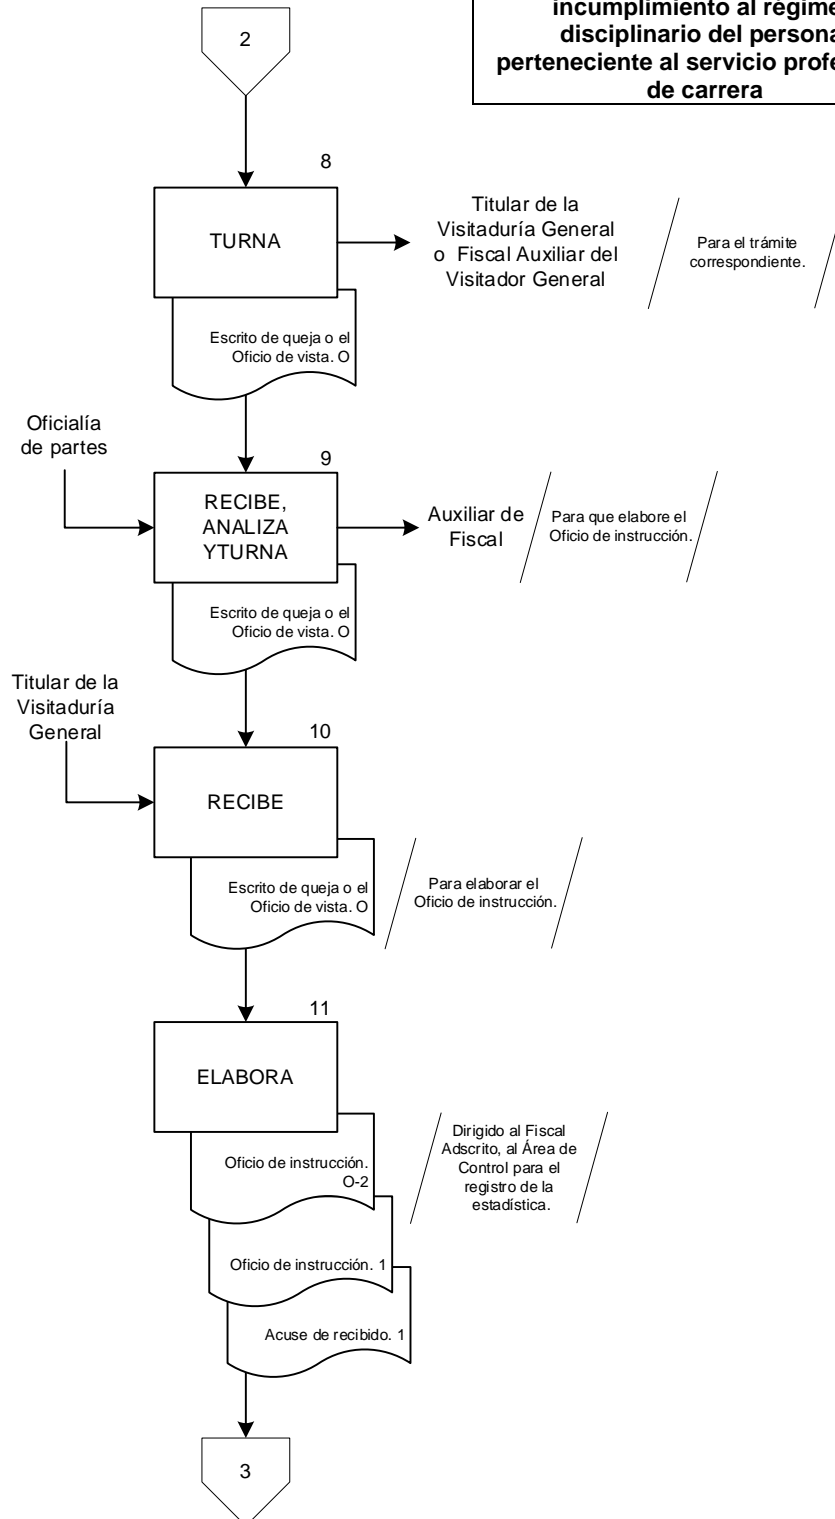 2
incumplimiento al régime
disciplinario del persona
perteneciente al servicio profe
de carrera
8
TURNA
Titular de la
Visitaduría General
o Fiscal Auxiliar del
Visitador General
Para el trámite
correspondiente.
Escrito de queja o el
Oficio de vista. O
Oficialía
de partes
9
RECIBE,
ANALIZA
YTURNA
Auxiliar de
Fiscal
Para que elabore el
Oficio de instrucción.
Escrito de queja o el
Oficio de vista. O
Titular de la
Visitaduría
General
10
RECIBE
Escrito de queja o el
Oficio de vista. O
Para elaborar el
Oficio de instrucción.
11
ELABORA
Oficio de instrucción.
O-2
Dirigido al Fiscal
Adscrito, al Área de
Control para el
registro de la
estadística.
Oficio de instrucción. 1
Acuse de recibido. 1
3